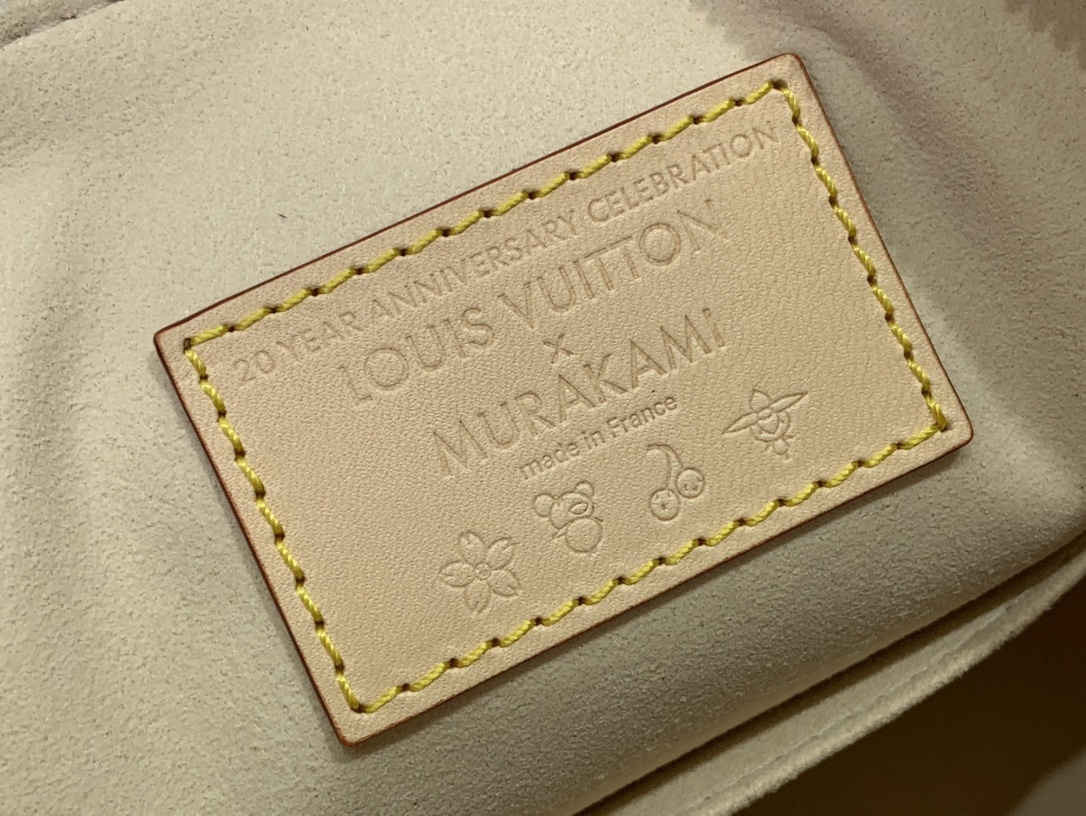 20 YEAR ANNIVERSARY CELEBRATION
LOUIS VUITTON
x
MURAKAMI
made in France